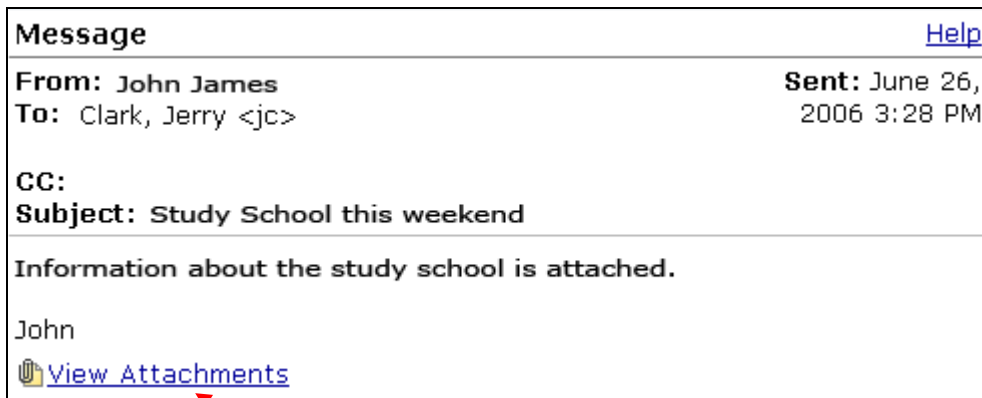 Message Help
From: John James Sent: June 26,
To: Clark, Jerry <jc> 2006 3:28 PM
CC:
Subject: Study School this weekend
Information about the study school is attached.
John
View Attachments